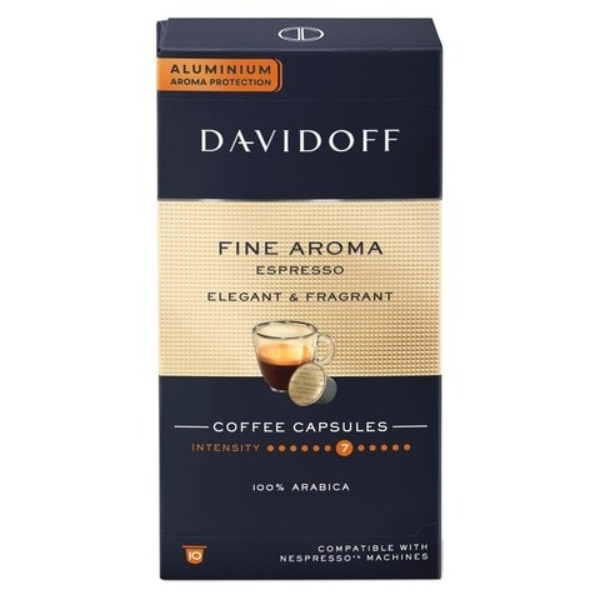 ALUMINIUM
AROMA PROTECTION
DAVIDOFF
FINE AROMA
ESPRESSO
ELEGANT & FRAGRANT
COFFEE CAPSULES
INTENSITY 7
100% ARABICA
10
COMPATIBLE WITH
NESPRESSO™* MACHINES